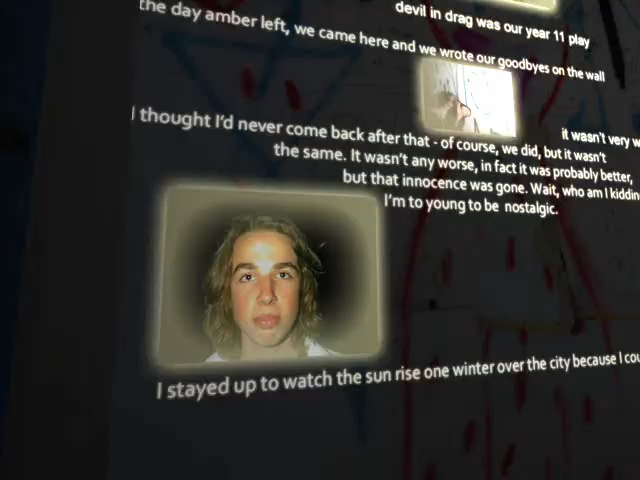 devil in drag was our year 11 play
the day amber left, we came here and we wrote our goodbyes on the wall
it wasn't very
I thought I'd never come back after that - of course, we did, but it wasn't
the same. It wasn't any worse, in fact it was probably better,
but that innocence was gone. Wait, who am I
I'm to young to be nostalgic.
I stayed up to watch the sun rise one winter over the city because I